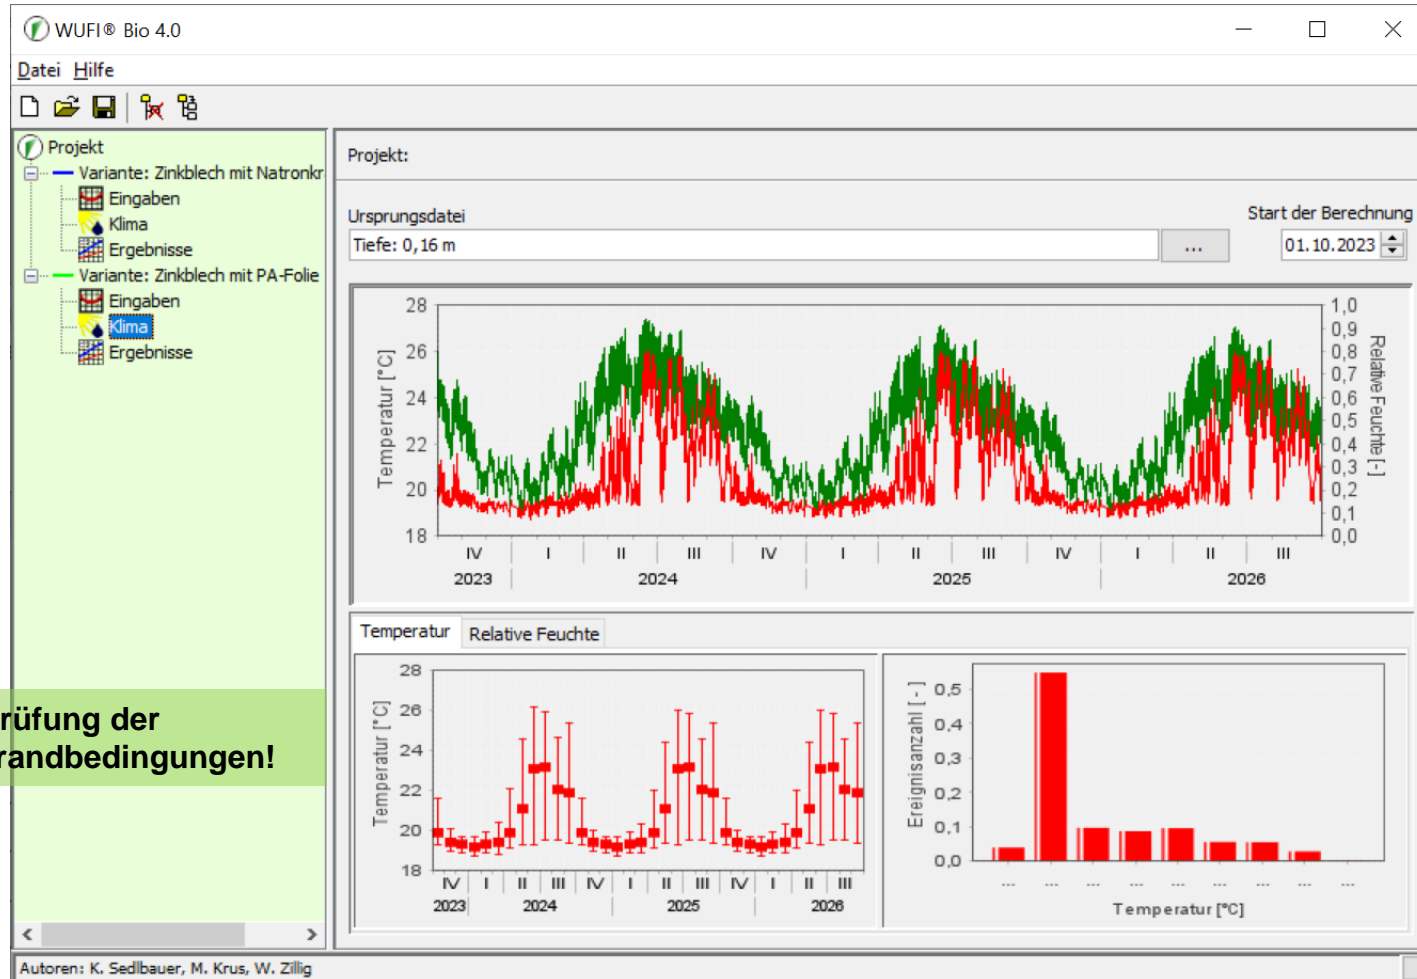 WUFI® Bio 4.0
Datei Hilfe
Projekt
Variante: Zinkblech mit Natronkr
Eingaben
Klima
Ergebnisse
Variante: Zinkblech mit PA-Folie
Eingaben
Klima
Ergebnisse
rüfung der
randbedingungen!
Projekt:
Ursprungsdatei
Start der Berechnung
Tiefe: 0,16 m
...
01.10.2023
Temperatur [°C]
28
26
24
22
20
18
1,0
0,9
0,8
0,7
0,6
0,5
0,4
0,3
0,2
0,1
0,0
Relative Feuchte [-]
IV I II III IV I II III IV I II III
2023 2024 2025 2026
Temperatur Relative Feuchte
Temperatur [°C]
28
26
24
22
20
18
IV I II III IV I II III IV I II III
2023 2024 2025 2026
Ereignisanzahl [ - ]
0,5
0,4
0,3
0,2
0,1
0,0
... ... ... ... ... ... ... ... ...
Temperatur [°C]
Autoren: K. Sedlbauer, M. Krus, W. Zillig